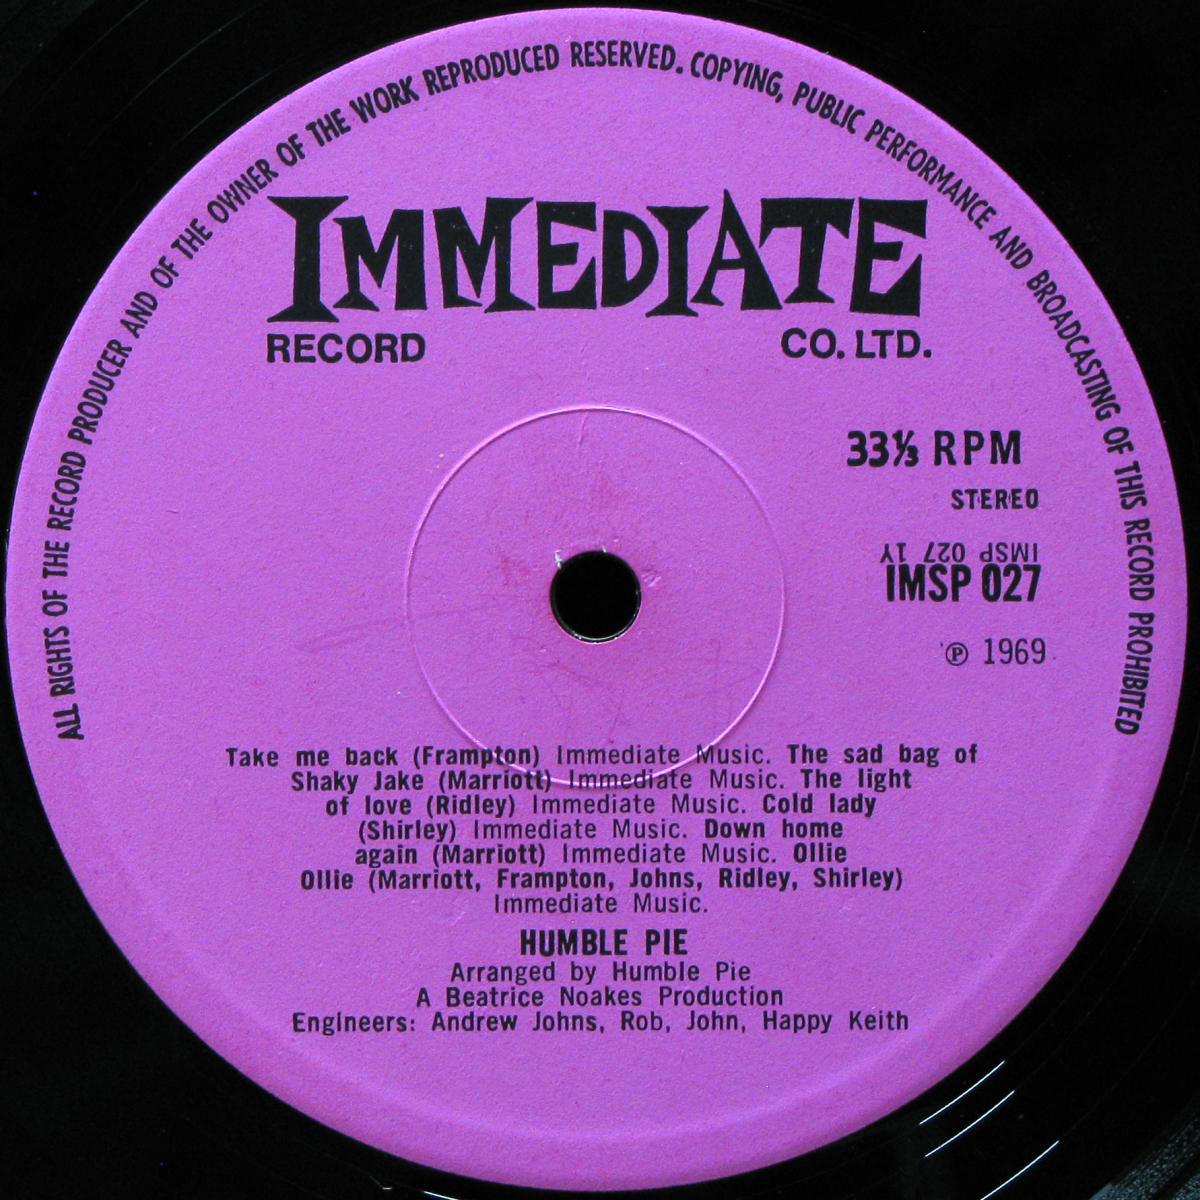 ALL RIGHTS OF THE RECORD PRODUCER AND OF THE OWNER OF THE WORK REPRODUCED RESERVED. COPYING, PUBLIC PERFORMANCE AND BROADCASTING OF THIS RECORD PROHIBITED
IMMEDIATE
RECORD CO. LTD.
33⅓ RPM
STEREO
IMSP 027 1Y
IMSP 027
℗ 1969
Take me back (Frampton) Immediate Music. The sad bag of
Shaky Jake (Marriott) Immediate Music. The light
of love (Ridley) Immediate Music. Cold lady
(Shirley) Immediate Music. Down home
again (Marriott) Immediate Music. Ollie
Ollie (Marriott, Frampton, Johns, Ridley, Shirley)
Immediate Music.
HUMBLE PIE
Arranged by Humble Pie
A Beatrice Noakes Production
Engineers: Andrew Johns, Rob, John, Happy Keith